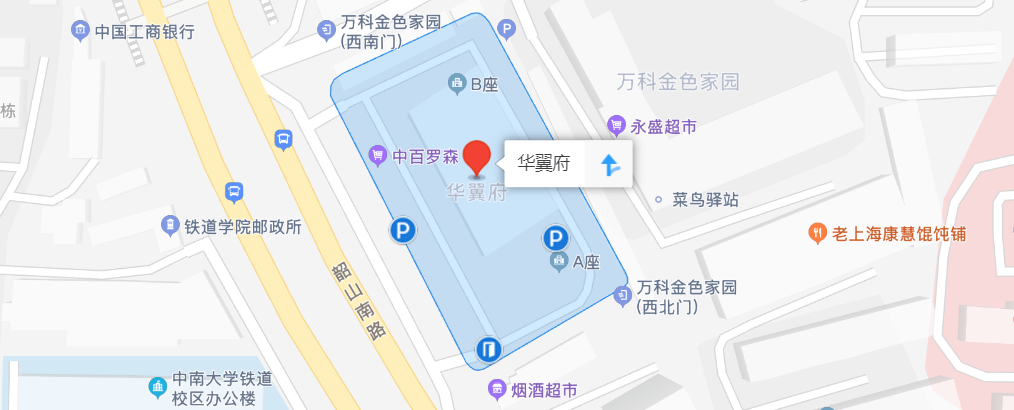 万科金色家园
(西南门)
P
中国工商银行
B座
万科金色家园
栋
永盛超市
中百罗森
华翼府
华翼府
菜鸟驿站
铁道学院邮政所
P
P
老上海康慧馄饨铺
A座
韶山南路
万科金色家园
(西北门)
中南大学铁道
校区办公楼
烟酒超市